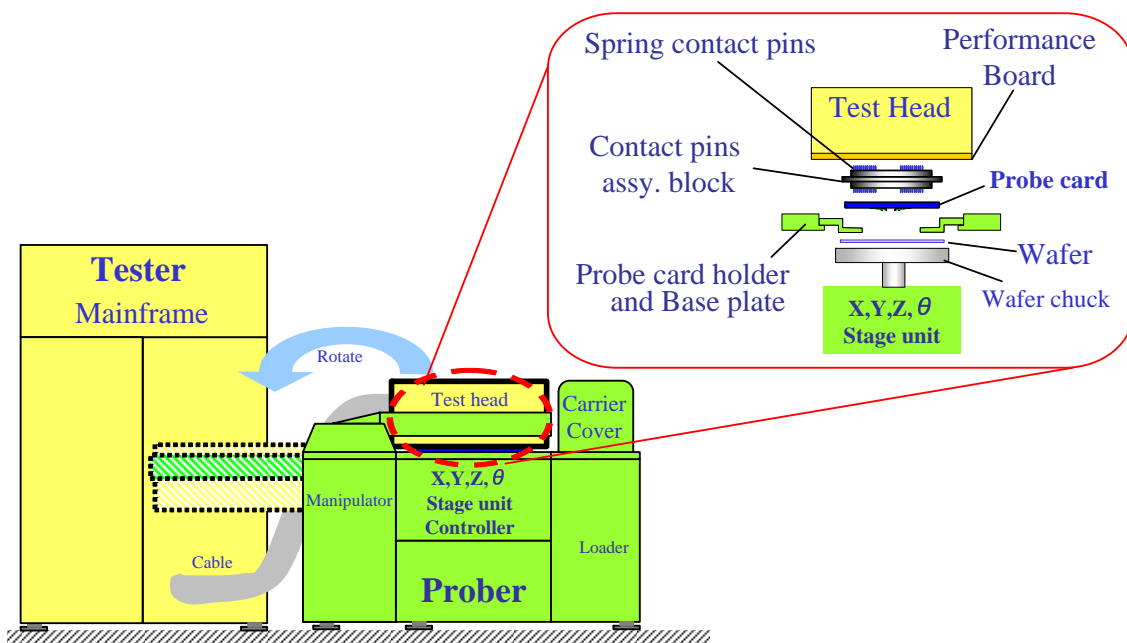 Spring contact pins
Performance
Board
Test Head
Contact pins
assy. block
Probe card
Wafer
Probe card holder
and Base plate
Wafer chuck
X,Y,Z, θ
Stage unit
Tester
Mainframe
Rotate
Test head
Carrier
Cover
X,Y,Z, θ
Stage unit
Controller
Manipulator
Loader
Cable
Prober